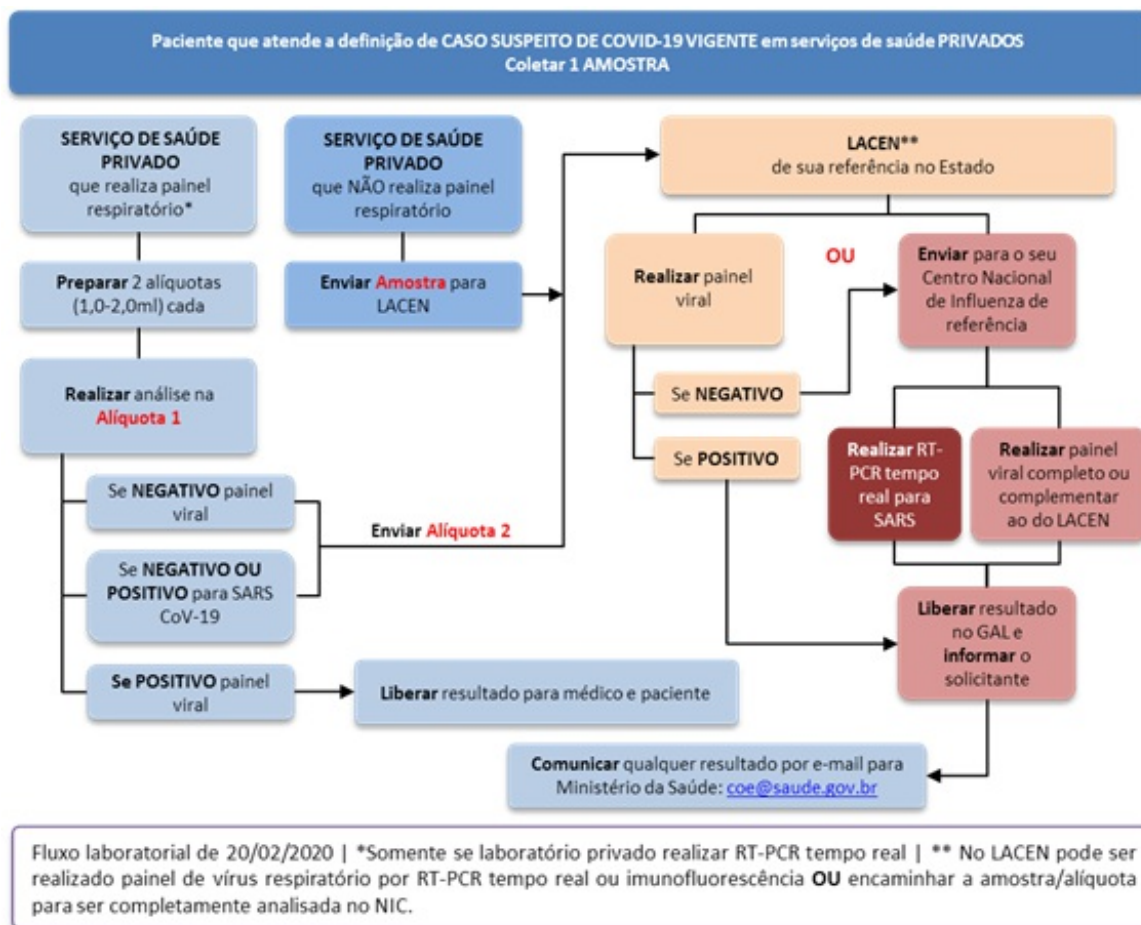 Paciente que atende a definição de CASO SUSPEITO DE COVID-19 VIGENTE em serviços de saúde PRIVADOS
Coletar 1 AMOSTRA
SERVIÇO DE SAÚDE
PRIVADO
que realiza painel
respiratório*
Preparar 2 alíquotas
(1,0-2,0ml) cada
Realizar análise na
Alíquota 1
Se NEGATIVO painel
viral
Se NEGATIVO OU
POSITIVO para SARS
CoV-19
Se POSITIVO painel
viral
SERVIÇO DE SAÚDE
PRIVADO
que NÃO realiza painel
respiratório
Enviar Amostra para
LACEN
Enviar Alíquota 2
Liberar resultado para médico e paciente
LACEN**
de sua referência no Estado
Realizar painel
viral
OU
Enviar para o seu
Centro Nacional
de Influenza de
referência
Se NEGATIVO
Se POSITIVO
Realizar RT-
PCR tempo
real para
SARS
Realizar painel
viral completo ou
complementar
ao do LACEN
Liberar resultado
no GAL e
informar o
solicitante
Comunicar qualquer resultado por e-mail para
Ministério da Saúde: coe@saude.gov.br
Fluxo laboratorial de 20/02/2020 | *Somente se laboratório privado realizar RT-PCR tempo real | ** No LACEN pode ser
realizado painel de vírus respiratório por RT-PCR tempo real ou imunofluorescência OU encaminhar a amostra/alíquota
para ser completamente analisada no NIC.